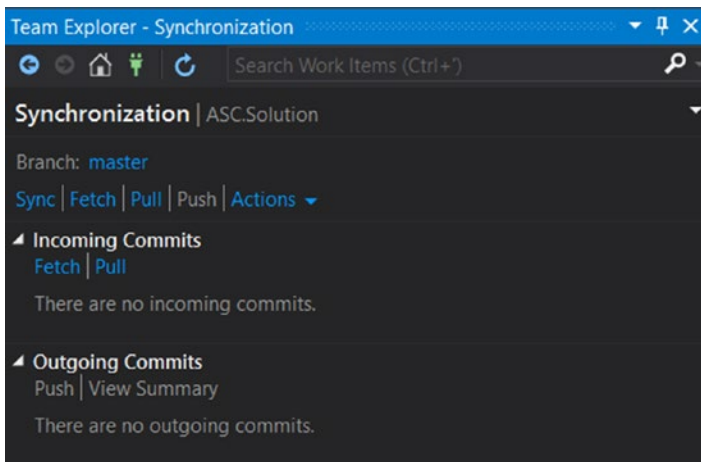 Team Explorer - Synchronization
Search Work Items (Ctrl+')
Synchronization | ASC.Solution
Branch: master
Sync | Fetch | Pull | Push | Actions
Incoming Commits
Fetch | Pull
There are no incoming commits.
Outgoing Commits
Push | View Summary
There are no outgoing commits.